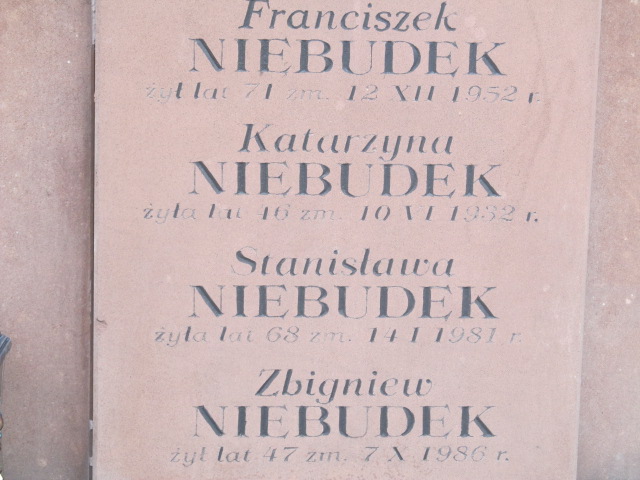 Franciszek
NIEBUDEK
żył lat 71 zm. 12 XII 1952 r.
Katarzyna
NIEBUDEK
żyła lat 46 zm. 10 VI 1932 r.
Stanisława
NIEBUDEK
żyła lat 68 zm. 14 I 1981 r.
Zbigniew
NIEBUDEK
żył lat 47 zm. 7 X 1986 r.